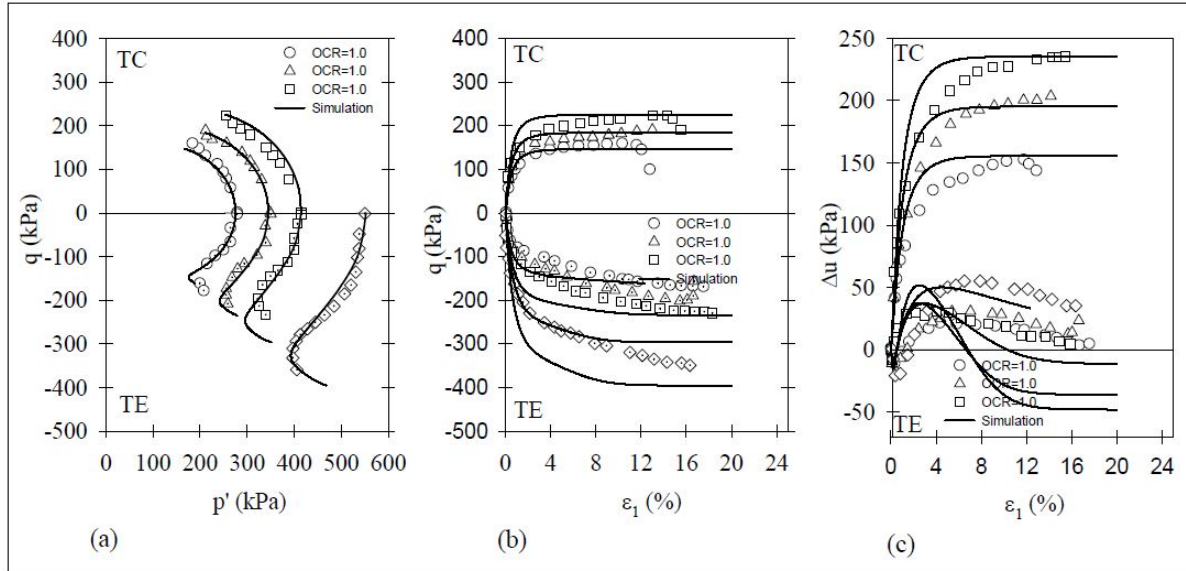 400
300
200
100
0
-100
-200
-300
-400
-500
q (kPa)
TC
TE
OCR=1.0
OCR=1.0
OCR=1.0
Simulation
0 100 200 300 400 500 600
p' (kPa)
(a)
400
300
200
100
0
-100
-200
-300
-400
-500
q (kPa)
TC
TE
OCR=1.0
OCR=1.0
OCR=1.0
Simulation
0 4 8 12 16 20 24
ε1 (%)
(b)
250
200
150
100
50
0
-50
Δu (kPa)
TC
TE
OCR=1.0
OCR=1.0
OCR=1.0
Simulation
0 4 8 12 16 20 24
ε1 (%)
(c)